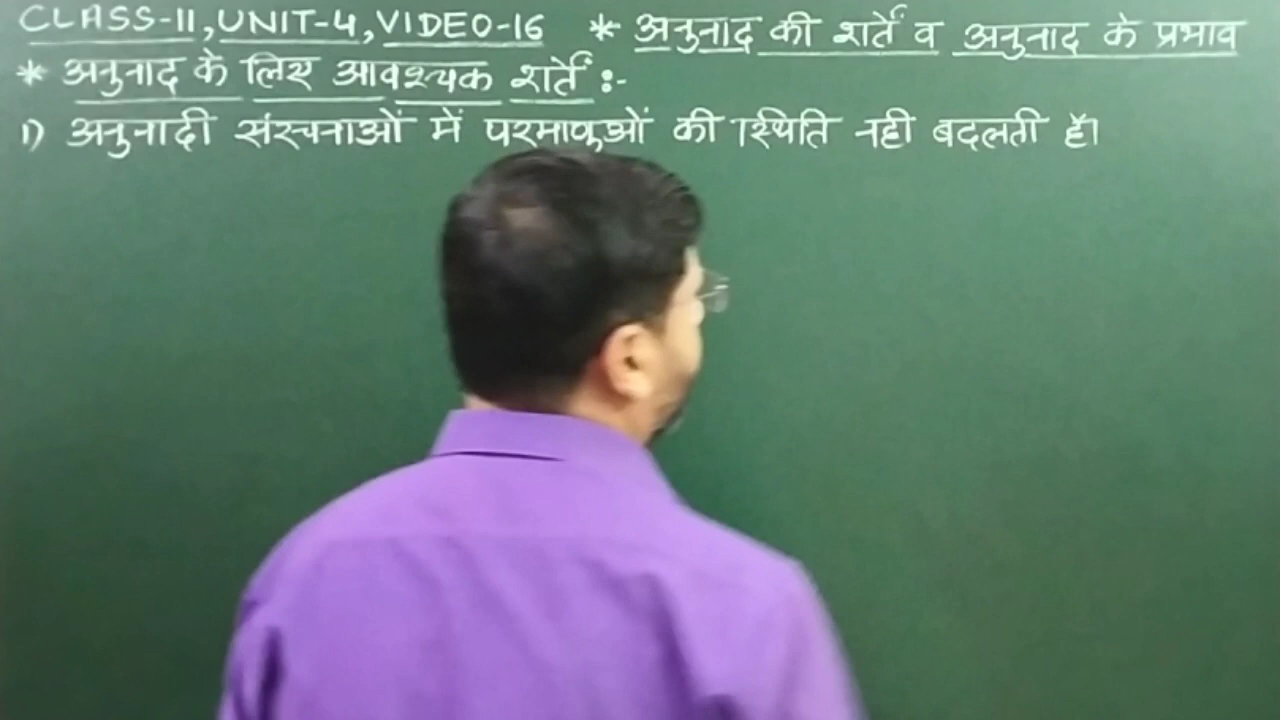 CLASS-11, UNIT-4, VIDEO-16 * अनुनाद की शर्तें व अनुनाद के प्रभाव
* अनुनाद के लिए आवश्यक शर्तें :-
1) अनुनादी संरचनाओं में परमाणुओं की स्थिति नही बदलती हैं।